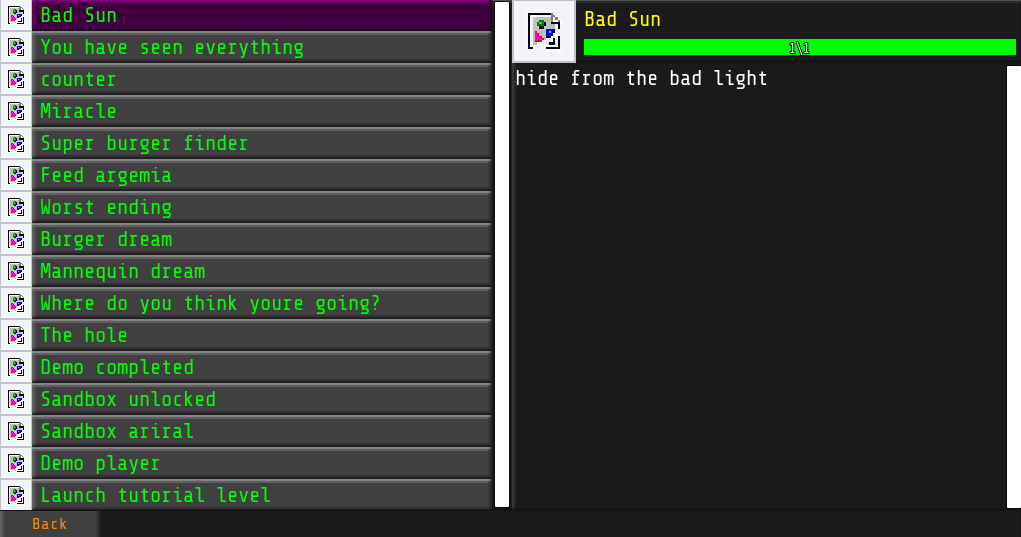 Bad Sun
You have seen everything
counter
Miracle
Super burger finder
Feed argemia
Worst ending
Burger dream
Mannequin dream
Where do you think youre going?
The hole
Demo completed
Sandbox unlocked
Sandbox ariral
Demo player
Launch tutorial level
Back
Bad Sun
1\1
hide from the bad light